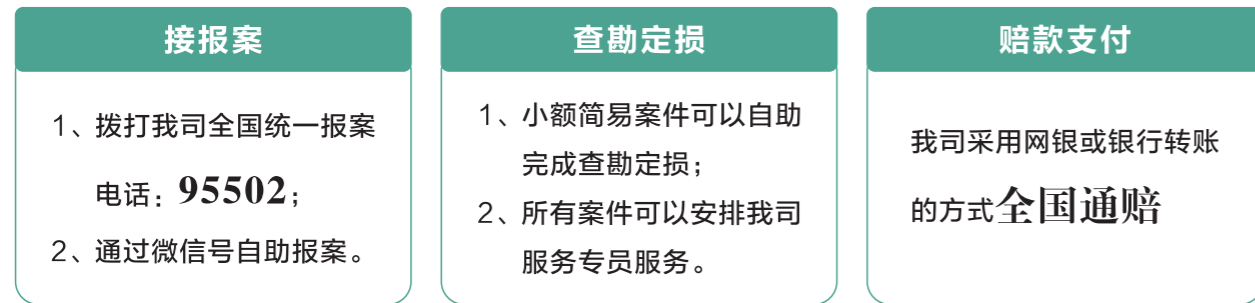 接报案
1、拨打我司全国统一报案
电话：95502；
2、通过微信号自助报案。
查勘定损
1、小额简易案件可以自助
完成查勘定损；
2、所有案件可以安排我司
服务专员服务。
赔款支付
我司采用网银或银行转账
的方式全国通赔